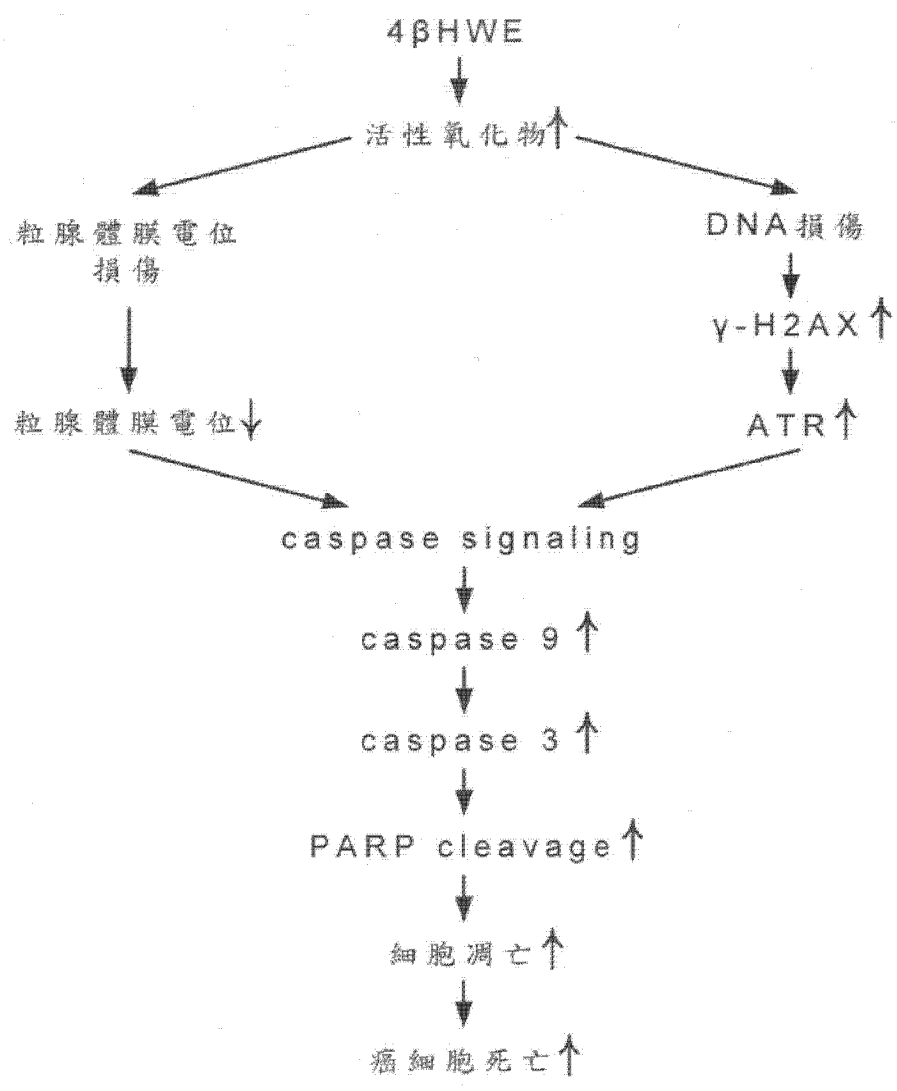 4βHWE
活性氧化物↑
粒腺體膜電位
損傷
DNA損傷
γ-H2AX↑
粒腺體膜電位↓
ATR↑
caspase signaling
caspase 9↑
caspase 3↑
PARP cleavage↑
細胞凋亡↑
癌細胞死亡↑